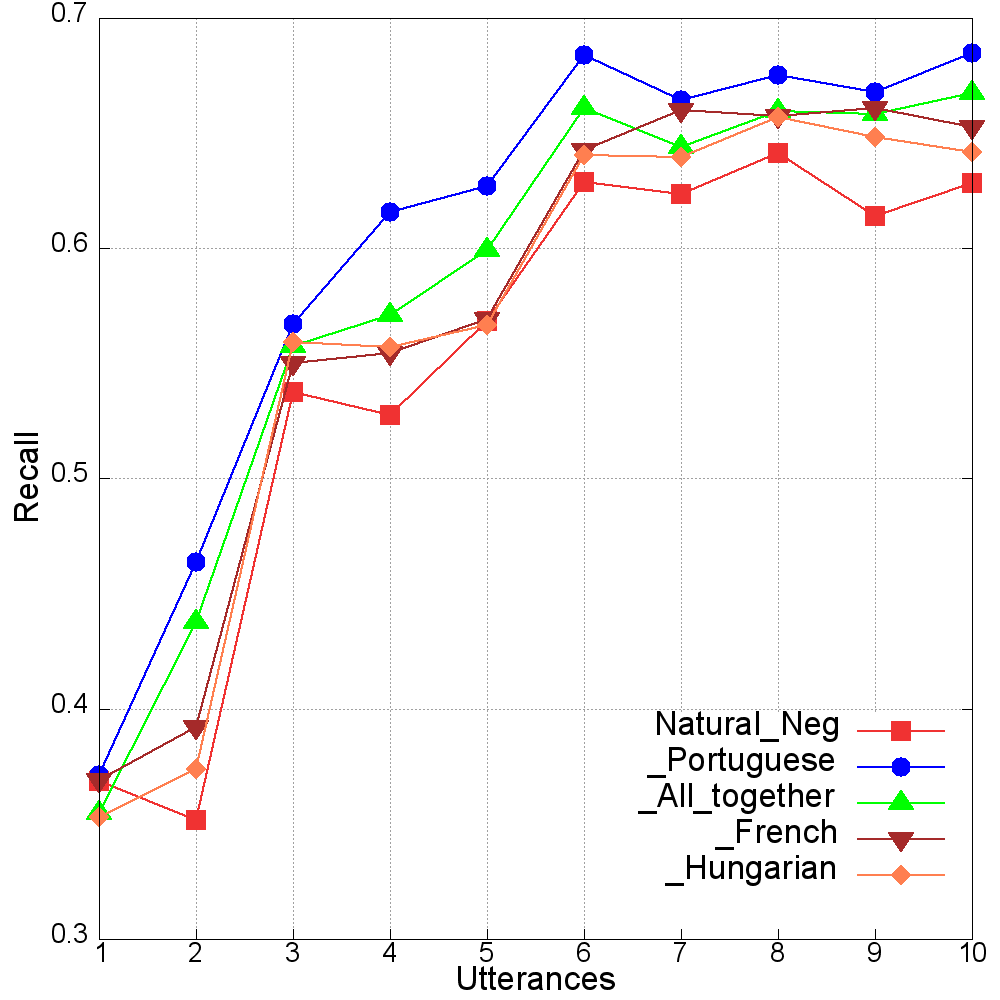 0.7
0.6
0.5
0.4
0.3
Recall
Natural_Neg
_Portuguese
_All_together
_French
_Hungarian
1 2 3 4 5 6 7 8 9 10
Utterances